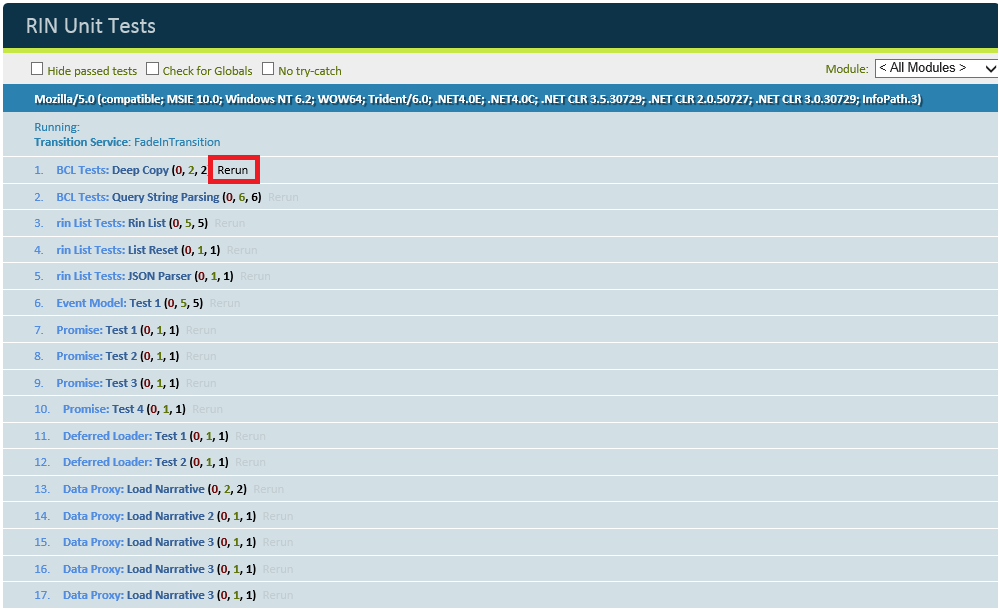 RIN Unit Tests
Hide passed tests Check for Globals No try-catch Module: < All Modules >
Mozilla/5.0 (compatible; MSIE 10.0; Windows NT 6.2; WOW64; Trident/6.0; .NET4.0E; .NET4.0C; .NET CLR 3.5.30729; .NET CLR 2.0.50727; .NET CLR 3.0.30729; InfoPath.3)
Running:
Transition Service: FadeInTransition
1. BCL Tests: Deep Copy (0, 2, 2 Rerun
2. BCL Tests: Query String Parsing (0, 6, 6) Rerun
3. rin List Tests: Rin List (0, 5, 5) Rerun
4. rin List Tests: List Reset (0, 1, 1) Rerun
5. rin List Tests: JSON Parser (0, 1, 1) Rerun
6. Event Model: Test 1 (0, 5, 5) Rerun
7. Promise: Test 1 (0, 1, 1) Rerun
8. Promise: Test 2 (0, 1, 1) Rerun
9. Promise: Test 3 (0, 1, 1) Rerun
10. Promise: Test 4 (0, 1, 1) Rerun
11. Deferred Loader: Test 1 (0, 1, 1) Rerun
12. Deferred Loader: Test 2 (0, 1, 1) Rerun
13. Data Proxy: Load Narrative (0, 2, 2) Rerun
14. Data Proxy: Load Narrative 2 (0, 1, 1) Rerun
15. Data Proxy: Load Narrative 3 (0, 1, 1) Rerun
16. Data Proxy: Load Narrative 3 (0, 1, 1) Rerun
17. Data Proxy: Load Narrative 3 (0, 1, 1) Rerun